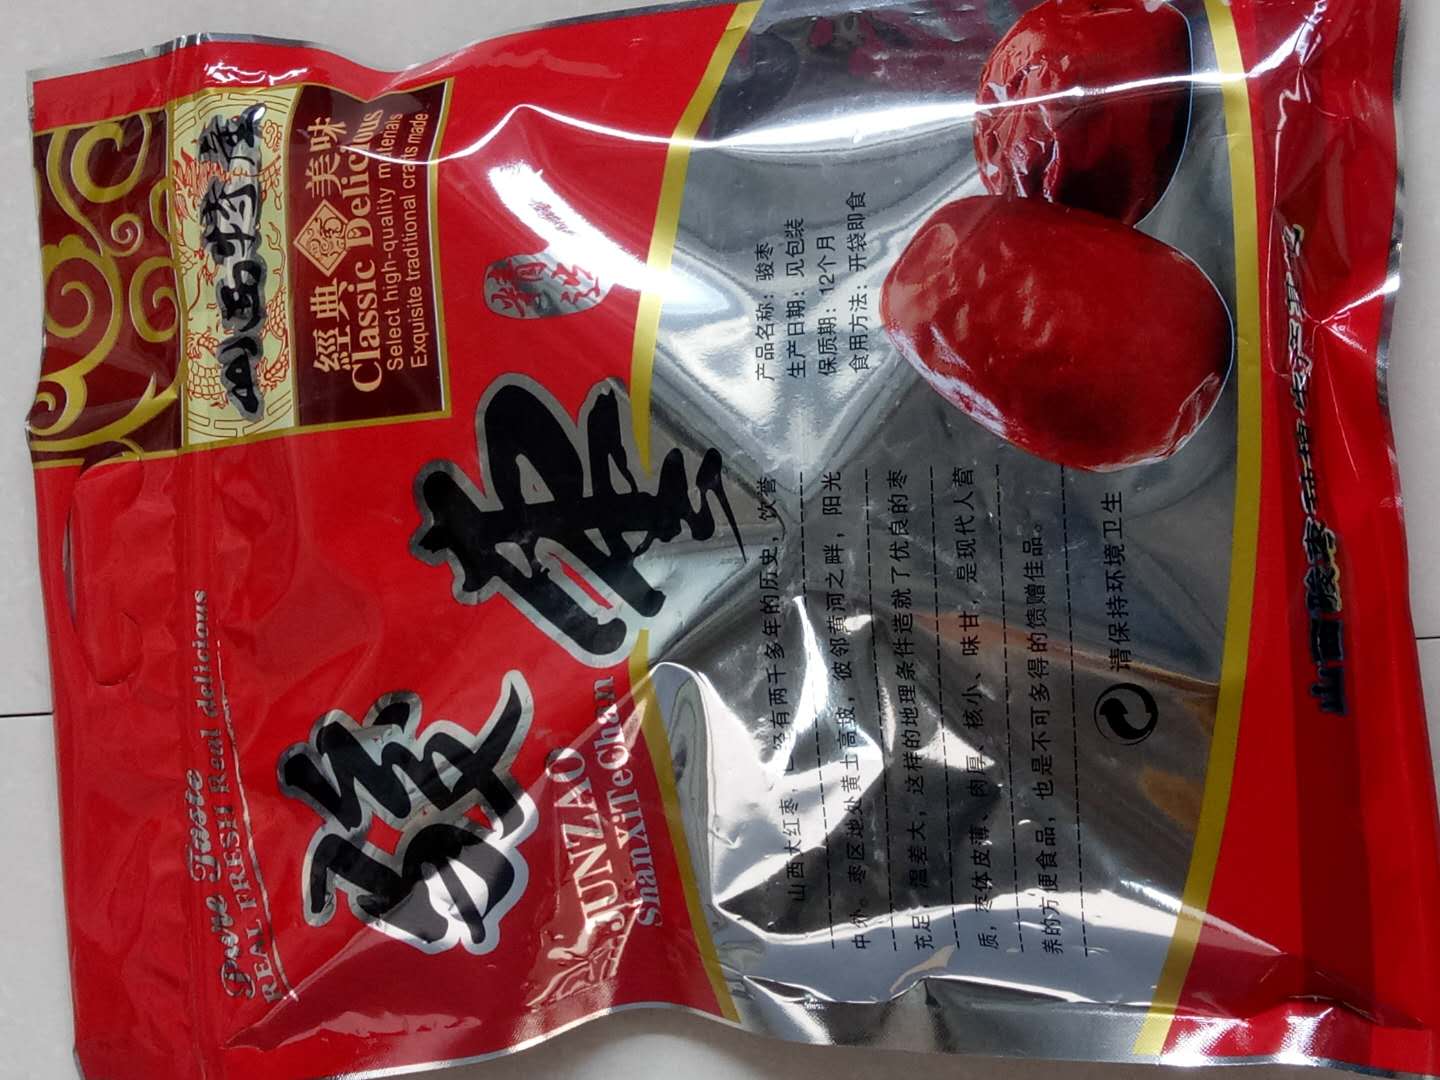 Pure Taste
REAL FRESH Real delicious
經典美味
Classic Delicious
Select high-quality materials
Exquisite traditional crafts made
骏枣
JUNZAO
ShanXiTeChan
产品名称：骏枣
生产日期：见包装
保质期：12个月
食用方法：开袋即食
山西大红枣，已经有两千多年的历史，饮誉
中外。枣区地处黄土高坡，彼邻黄河之畔，阳光
充足，温差大，这样的地理条件造就了优良的枣
质，枣体皮薄、肉厚、核小、味甘，是现代人营
养的方便食品，也是不可多得的馈赠佳品。
请保持环境卫生